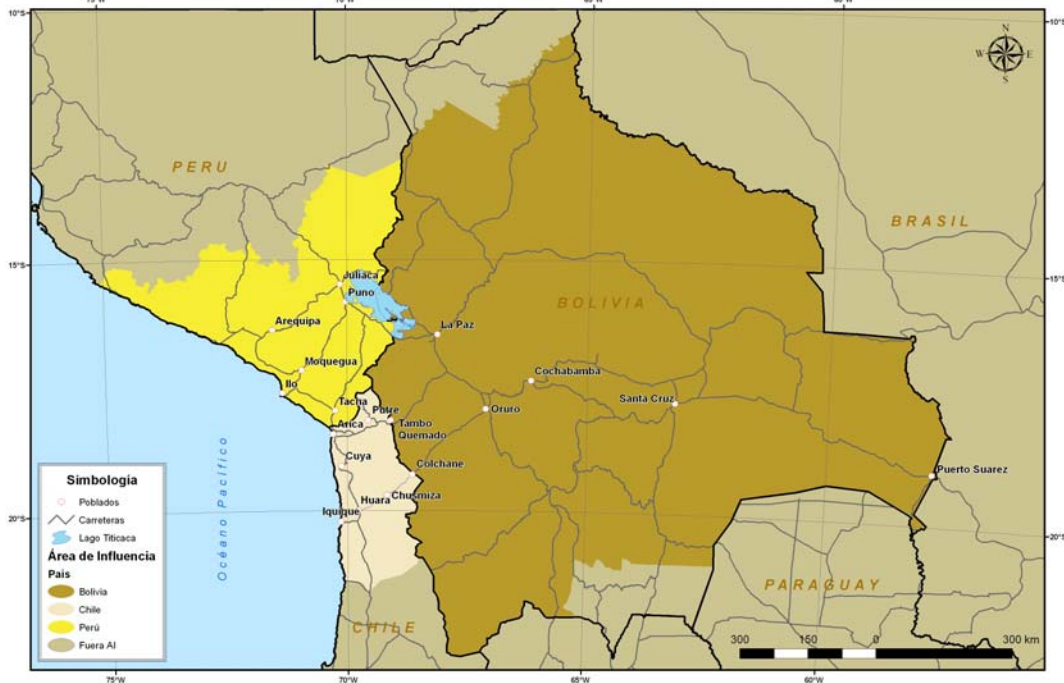 75°W
70°W
65°W
60°W
10°S
10°S
N
W
E
S
PERU
BRASIL
15°S
15°S
Juliaca
Puno
BOLIVIA
Arequipa
La Paz
Moquegua
Cochabamba
Ilo
Santa Cruz
Tacna
Putre
Oruro
Arica
Tambo
Quemado
Cuya
Colchane
Puerto Suarez
Huara
Chusmiza
Iquique
Océano Pacífico
20°S
20°S
PARAGUAY
CHILE
Simbología
Poblados
Carreteras
Lago Titicaca
Área de Influencia
Pais
Bolivia
Chile
Perú
Fuera AI
300
150
0
300 km
75°W
70°W
65°W
60°W